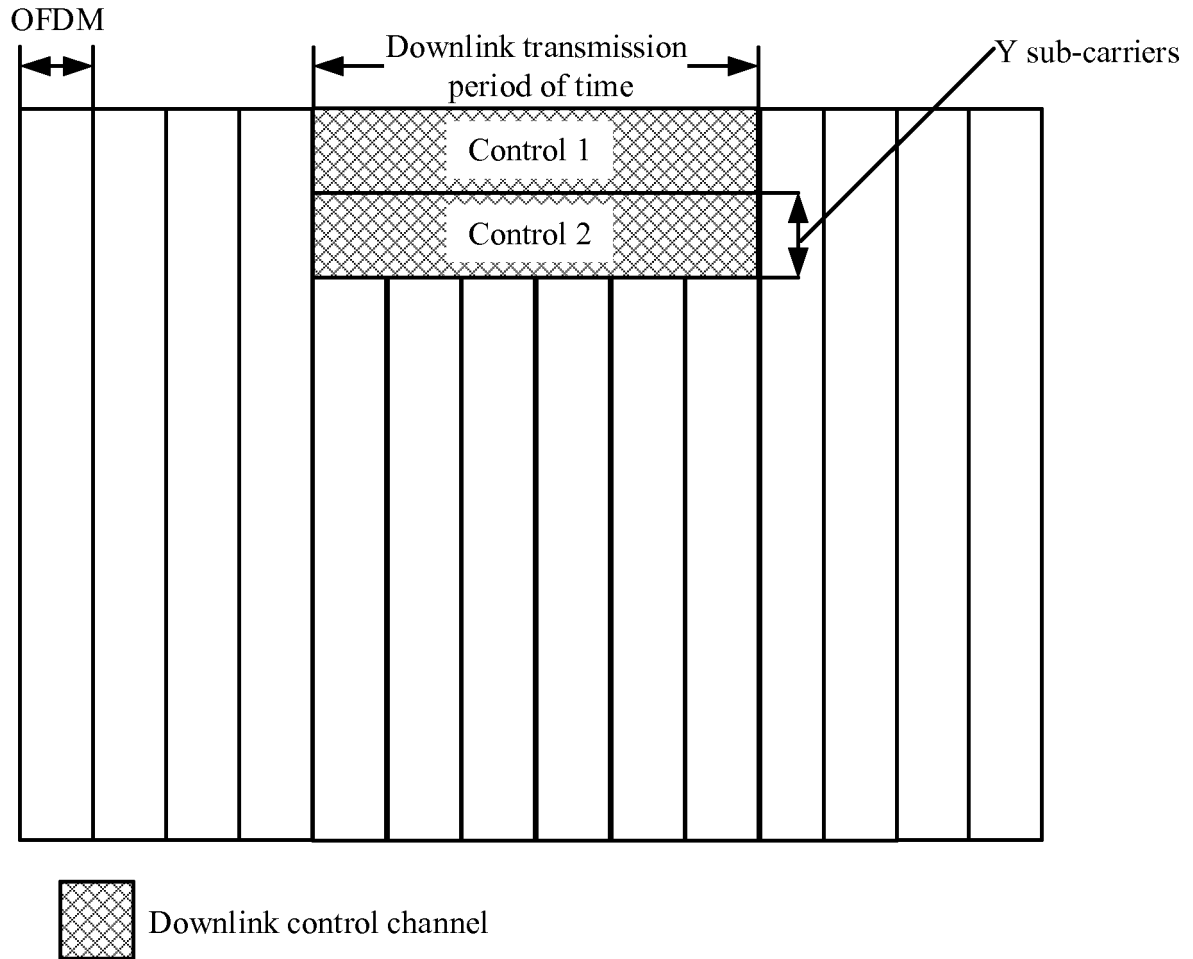 OFDM
Downlink transmission
period of time
Y sub-carriers
Control 1
Control 2
Downlink control channel